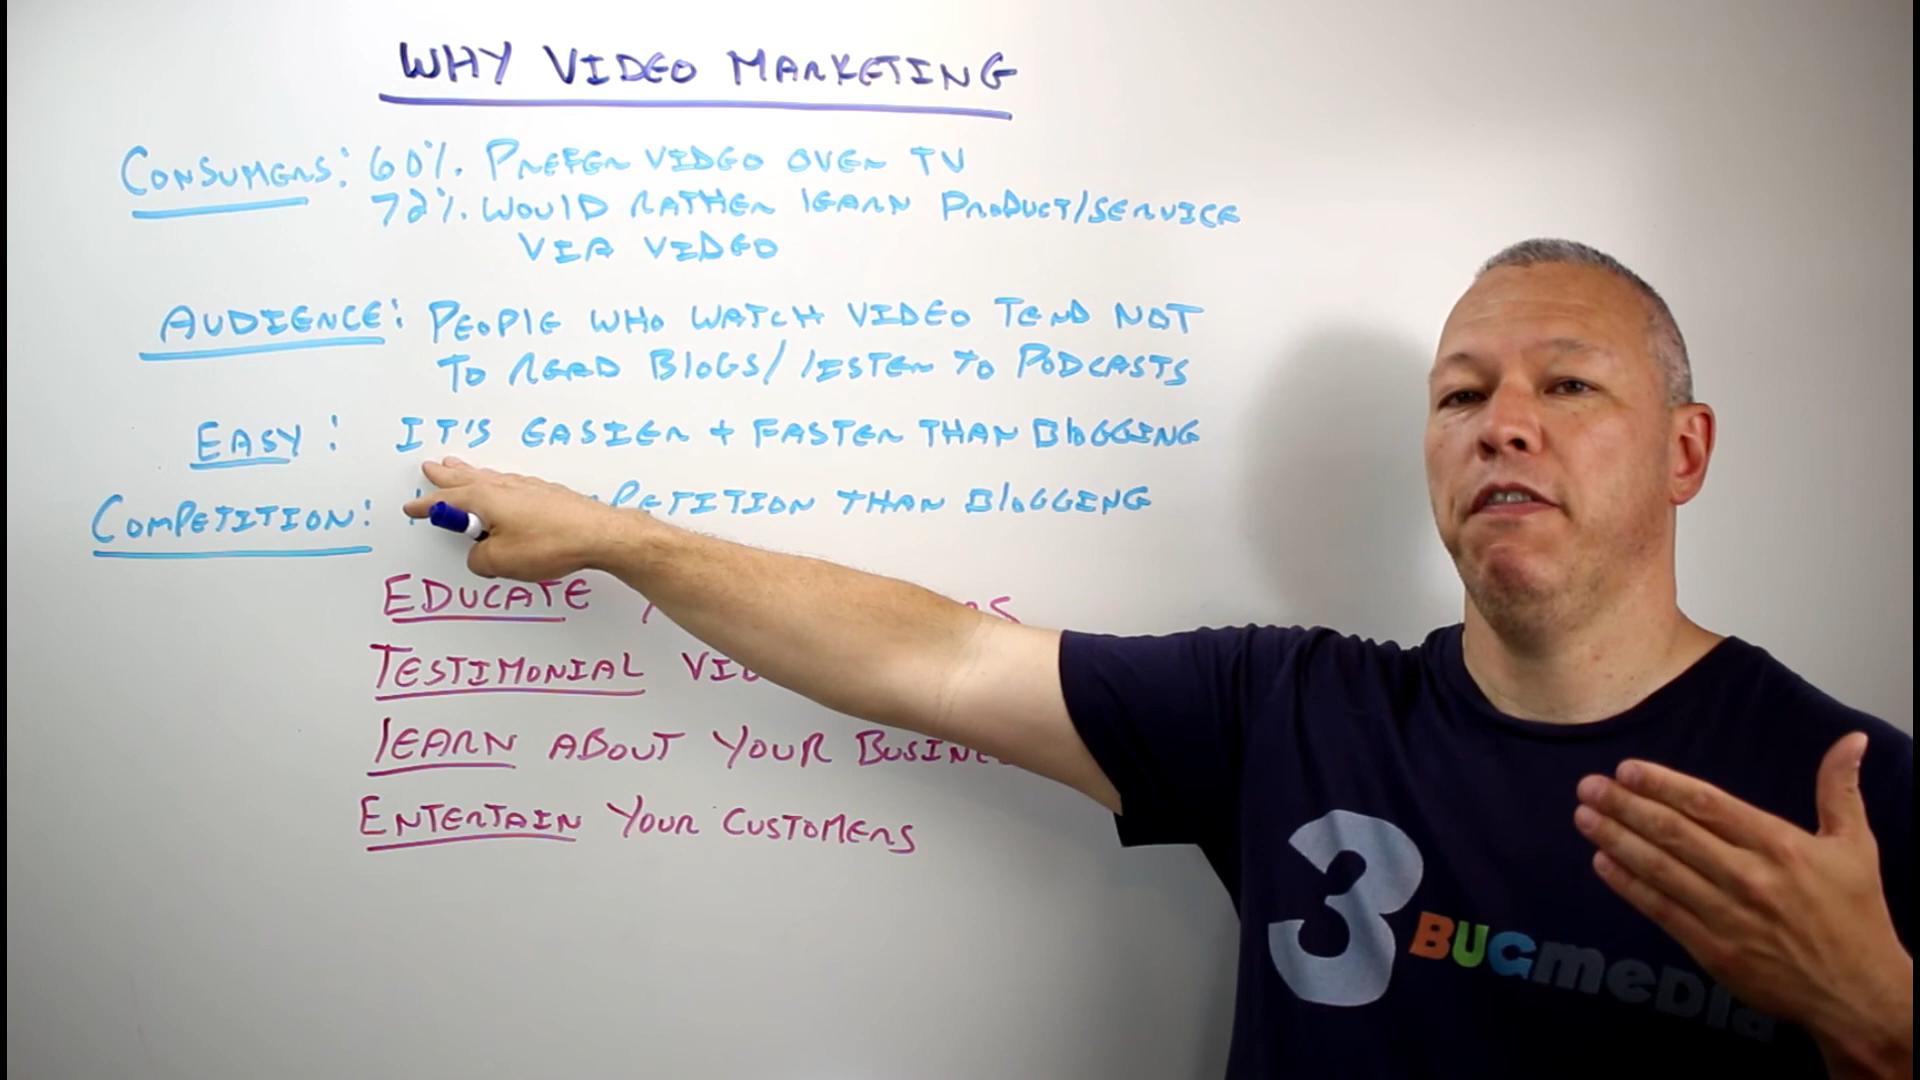 WHY VIDEO MARKETING
CONSUMERS: 60% PREFER VIDEO OVER TV
72% WOULD RATHER LEARN PRODUCT/SERVICE
VIA VIDEO
AUDIENCE: PEOPLE WHO WATCH VIDEO TEND NOT
TO READ BLOGS/LISTEN TO PODCASTS
EASY: IT'S EASIER + FASTER THAN BLOGGING
COMPETITION: THAN BLOGGING
EDUCATE
TESTIMONIAL
LEARN ABOUT YOUR
ENTERTAIN YOUR CUSTOMERS
3 BUGMEDIA